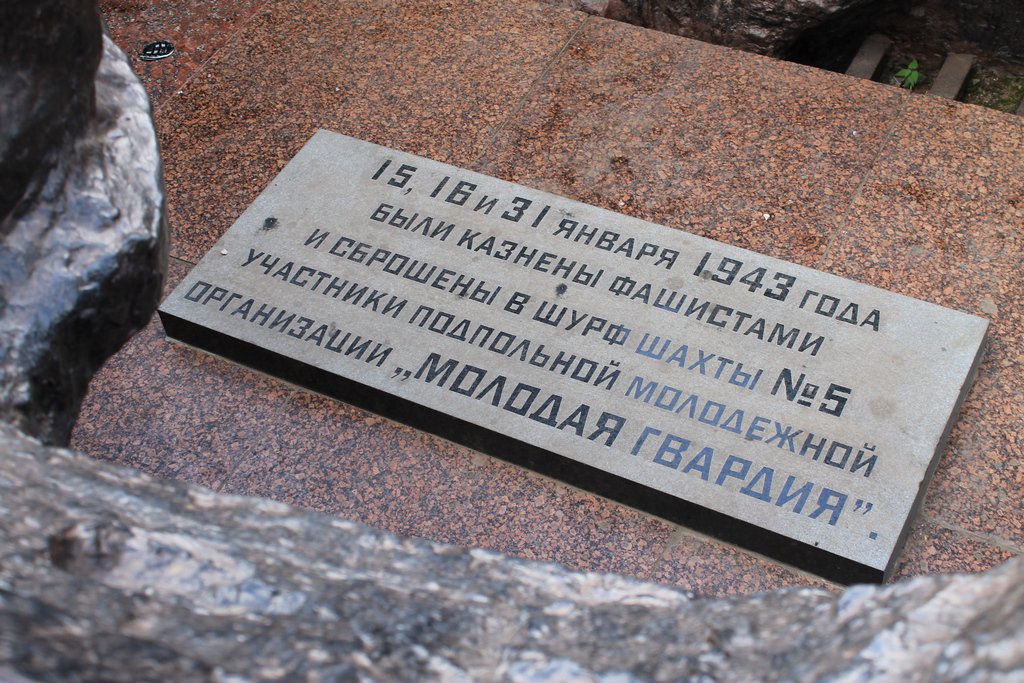 15, 16 и 31 ЯНВАРЯ 1943 ГОДА
БЫЛИ КАЗНЕНЫ ФАШИСТАМИ
И СБРОШЕНЫ В ШУРФ ШАХТЫ №5
УЧАСТНИКИ ПОДПОЛЬНОЙ МОЛОДЕЖНОЙ
ОРГАНИЗАЦИИ „МОЛОДАЯ ГВАРДИЯ”.